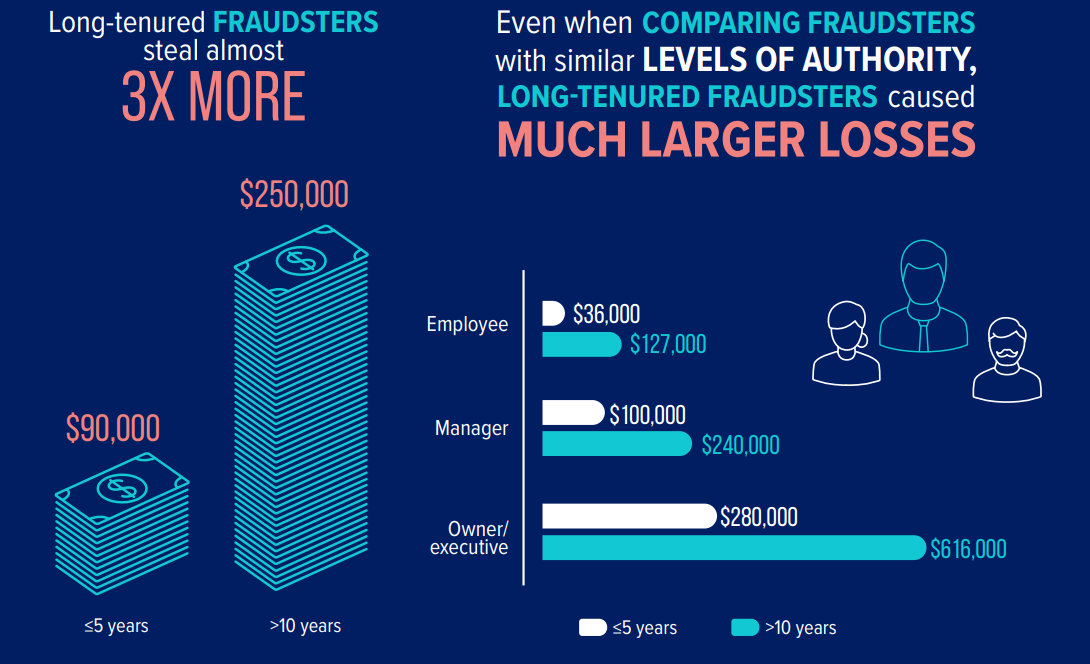 Long-tenured FRAUDSTERS
steal almost
3X MORE
$250,000
$90,000
≤5 years
>10 years
Even when COMPARING FRAUDSTERS
with similar LEVELS OF AUTHORITY,
LONG-TENURED FRAUDSTERS caused
MUCH LARGER LOSSES
Employee
$36,000
$127,000
Manager
$100,000
$240,000
Owner/
executive
$280,000
$616,000
≤5 years
>10 years